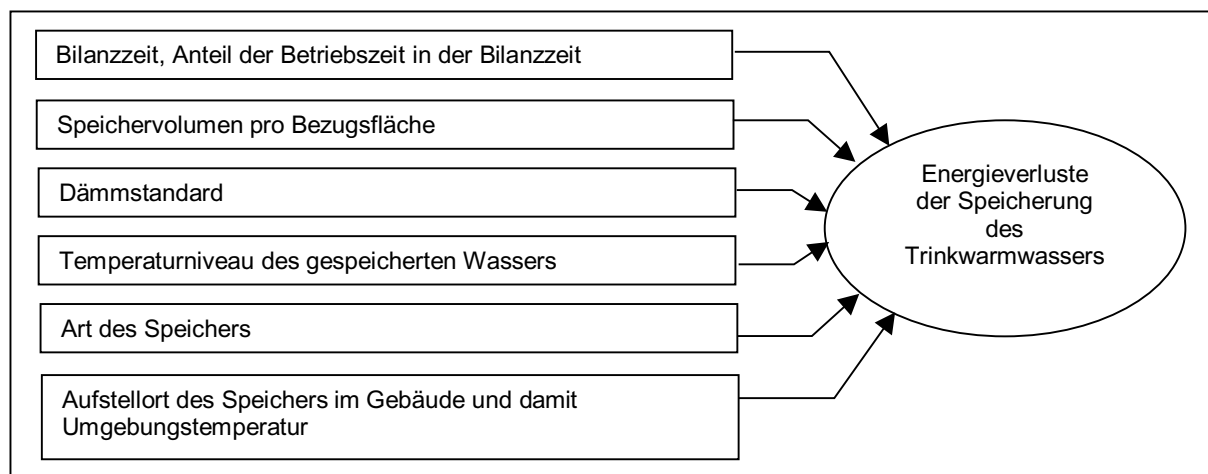 Bilanzzeit, Anteil der Betriebszeit in der Bilanzzeit
Speichervolumen pro Bezugsfläche
Dämmstandard
Temperaturniveau des gespeicherten Wassers
Art des Speichers
Aufstellort des Speichers im Gebäude und damit
Umgebungstemperatur
Energieverluste
der Speicherung
des
Trinkwarmwassers